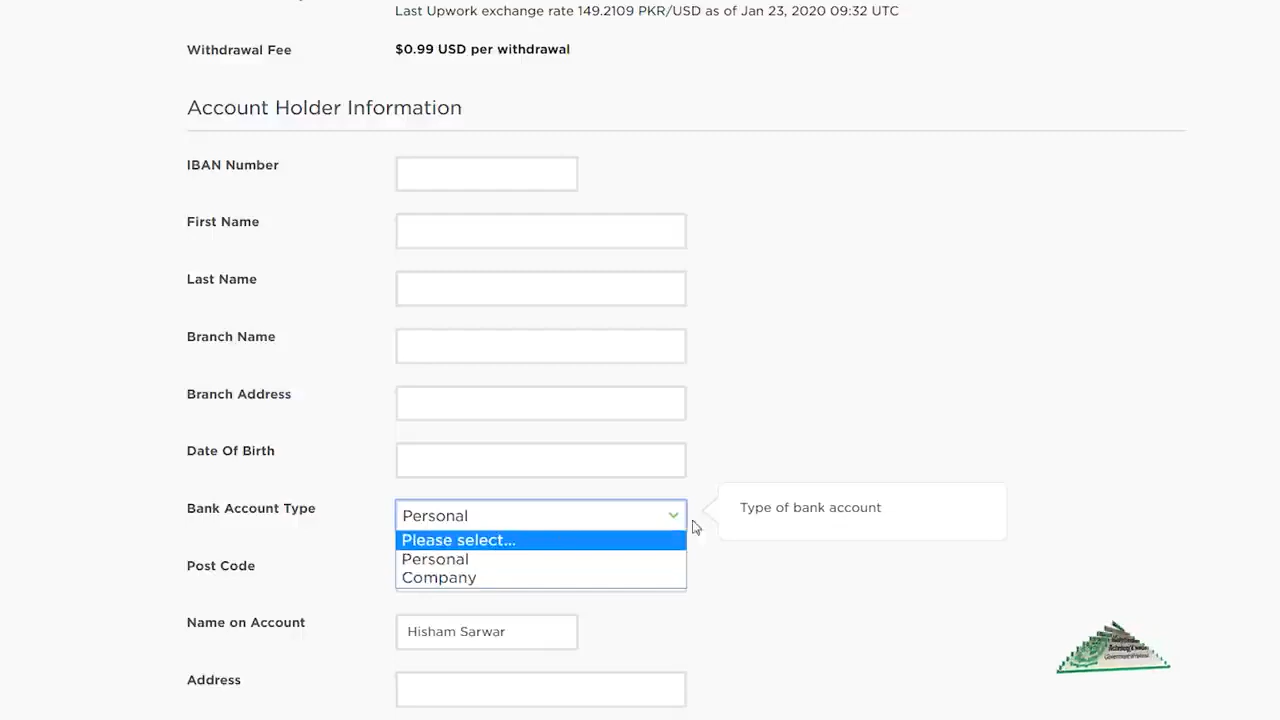 Last Upwork exchange rate 149.2109 PKR/USD as of Jan 23, 2020 09:32 UTC
Withdrawal Fee
$0.99 USD per withdrawal
Account Holder Information
IBAN Number
First Name
Last Name
Branch Name
Branch Address
Date Of Birth
Bank Account Type
Personal
Type of bank account
Please select...
Personal
Company
Post Code
Name on Account
Hisham Sarwar
Address